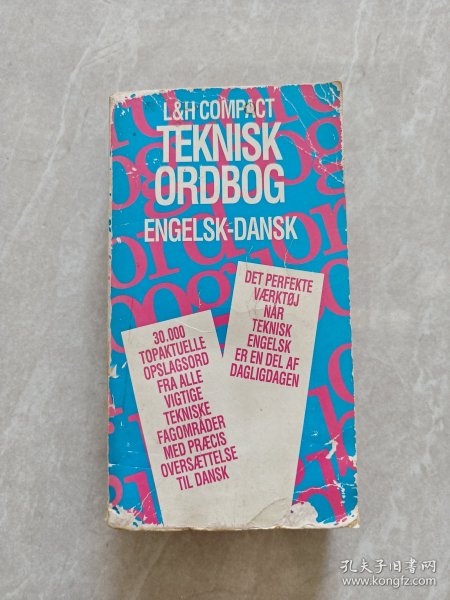 L&H COMPACT
TEKNISK
ORDBOG
ENGELSK-DANSK
DET PERFEKTE
VÆRKTØJ
NÅR
TEKNISK
ENGELSK
ER EN DEL AF
DAGLIGDAGEN
30.000
TOPAKTUELLE
OPSLAGSORD
FRA ALLE
VIGTIGE
TEKNISKE
FAGOMRÅDER
MED PRÆCIS
OVERSÆTTELSE
TIL DANSK
孔夫子旧书网
www.kongfz.com